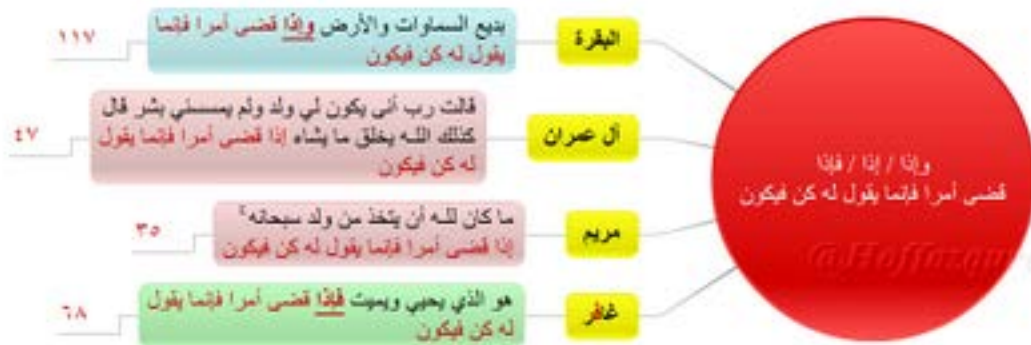 وإذا / إذا / فإذا
قضى أمرا فإنما يقول له كن فيكون
البقرة
بديع السماوات والأرض وإذا قضى أمرا فإنما
يقول له كن فيكون
١١٧
آل عمران
قالت رب أنى يكون لي ولد ولم يمسسني بشر قال
كذلك اللـه يخلق ما يشاء إذا قضى أمرا فإنما يقول
له كن فيكون
٤٧
مريم
ما كان للـه أن يتخذ من ولد سبحانه
إذا قضى أمرا فإنما يقول له كن فيكون
٣٥
غافر
هو الذي يحيي ويميت فإذا قضى أمرا فإنما يقول
له كن فيكون
٦٨